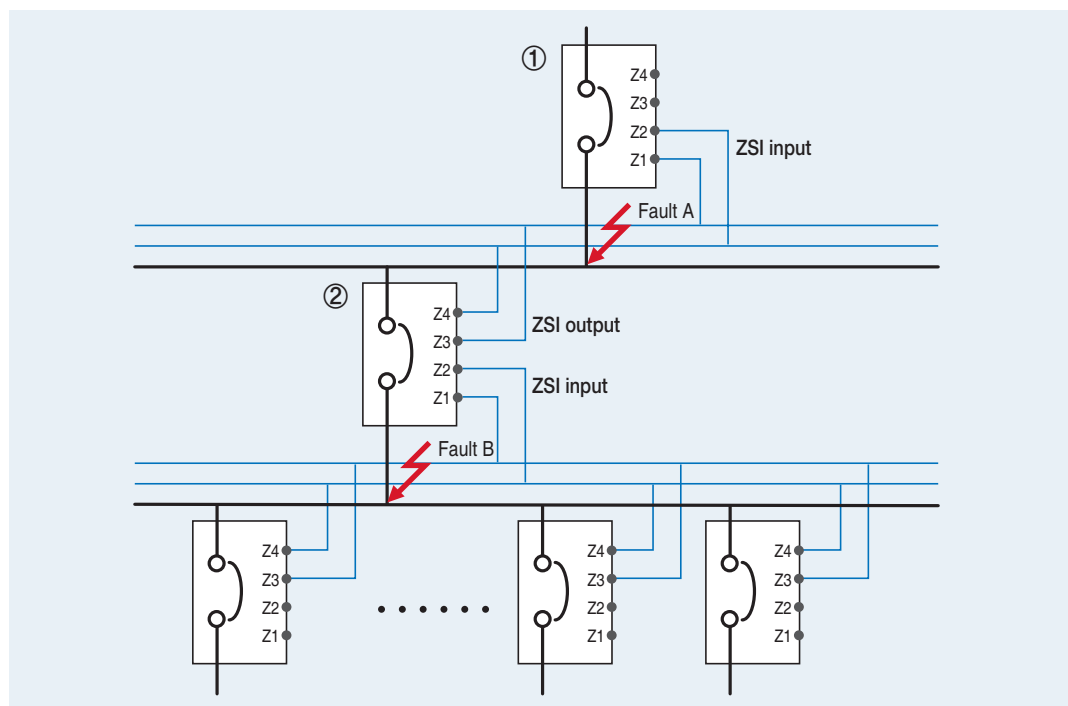 ①
Z4
Z3
Z2
Z1
ZSI input
Fault A
②
Z4
Z3
Z2
Z1
ZSI output
ZSI input
Fault B
Z4
Z3
Z2
Z1
Z4
Z3
Z2
Z1
Z4
Z3
Z2
Z1